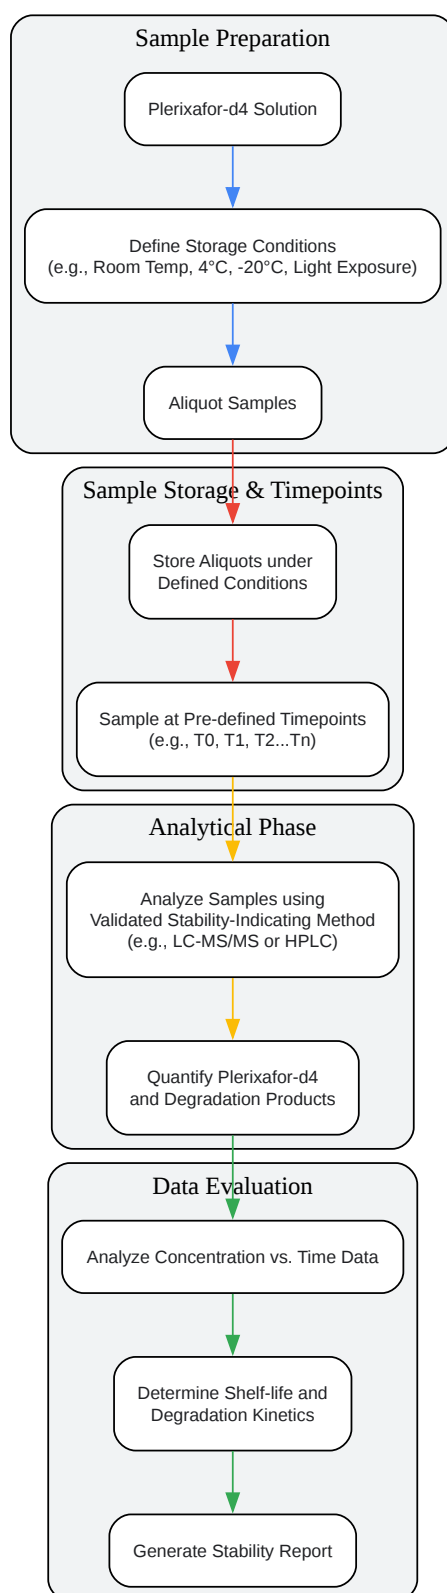 Sample Preparation
Plerixafor-d4 Solution
Define Storage Conditions
(e.g., Room Temp, 4°C, -20°C, Light Exposure)
Aliquot Samples
Sample Storage & Timepoints
Store Aliquots under
Defined Conditions
Sample at Pre-defined Timepoints
(e.g., T0, T1, T2...Tn)
Analytical Phase
Analyze Samples using
Validated Stability-Indicating Method
(e.g., LC-MS/MS or HPLC)
Quantify Plerixafor-d4
and Degradation Products
Data Evaluation
Analyze Concentration vs. Time Data
Determine Shelf-life and
Degradation Kinetics
Generate Stability Report